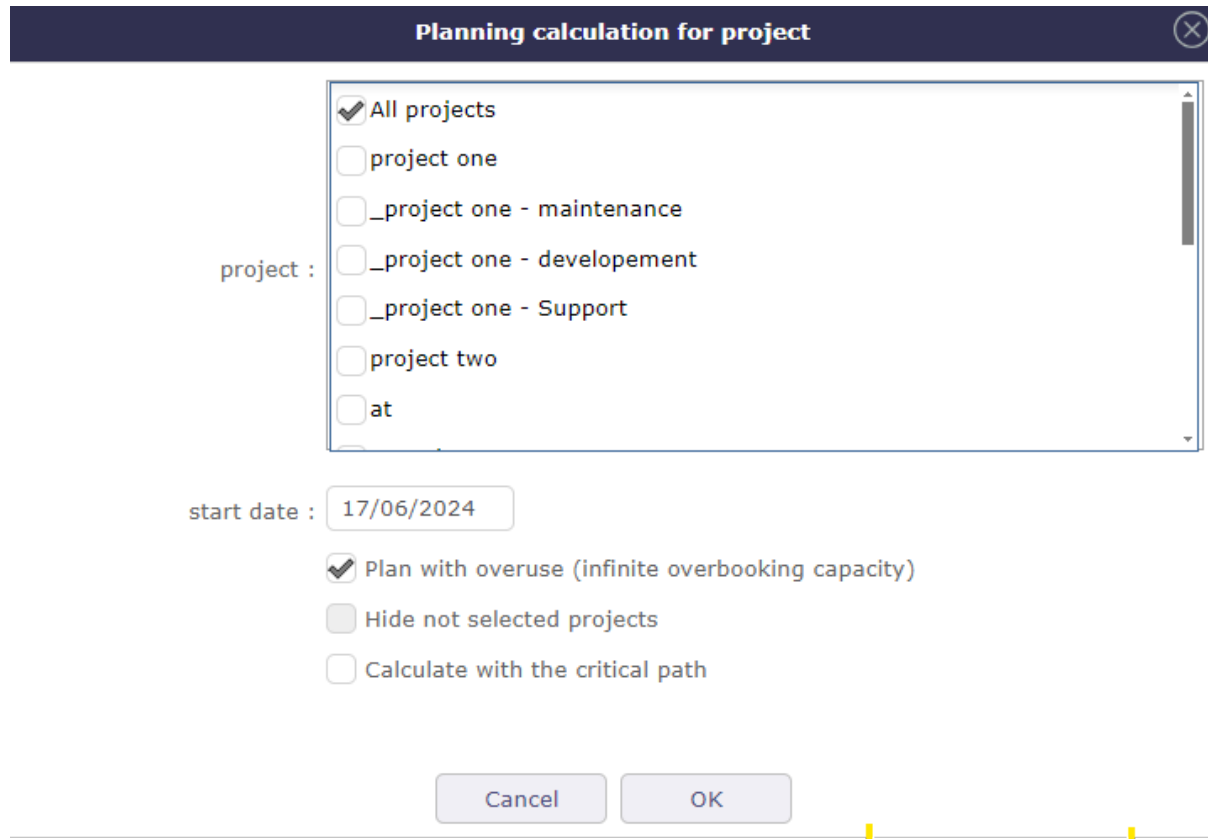 Planning calculation for project
All projects
project one
_project one - maintenance
project :
_project one - developement
_project one - Support
project two
at
start date :
17/06/2024
Plan with overuse (infinite overbooking capacity)
Hide not selected projects
Calculate with the critical path
Cancel
OK